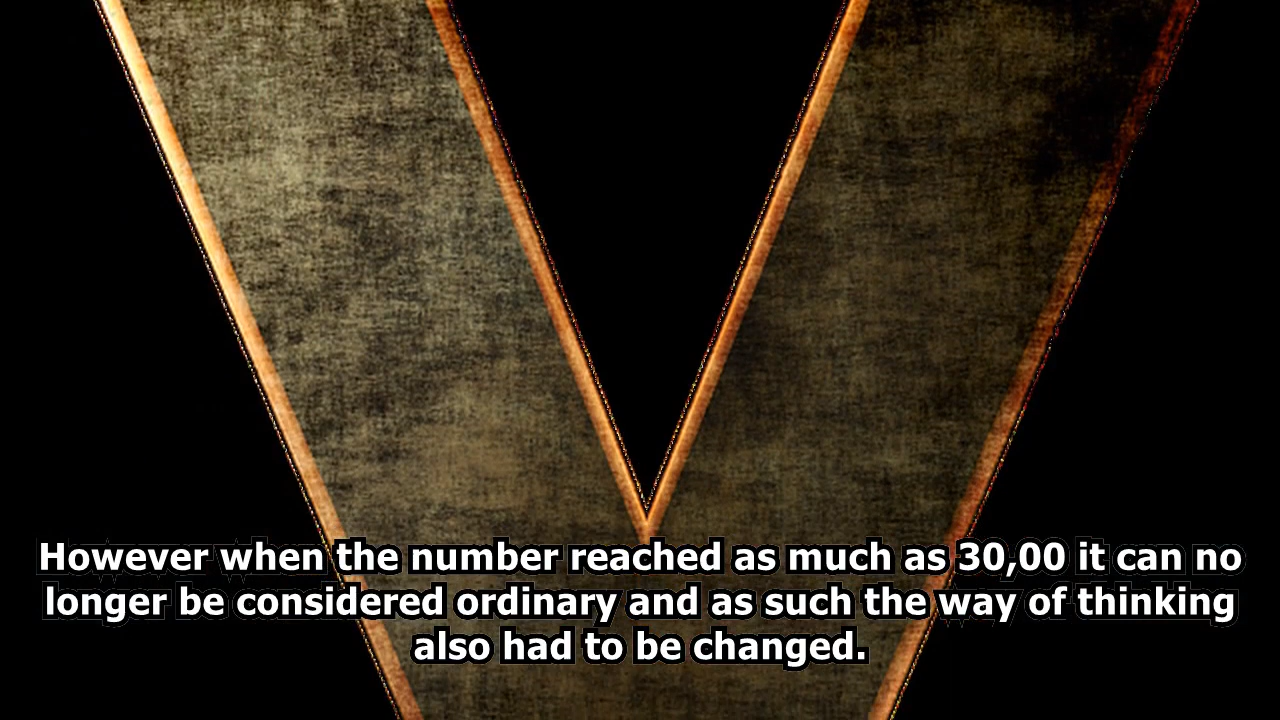 However when the number reached as much as 30,00 it can no
longer be considered ordinary and as such the way of thinking
also had to be changed.